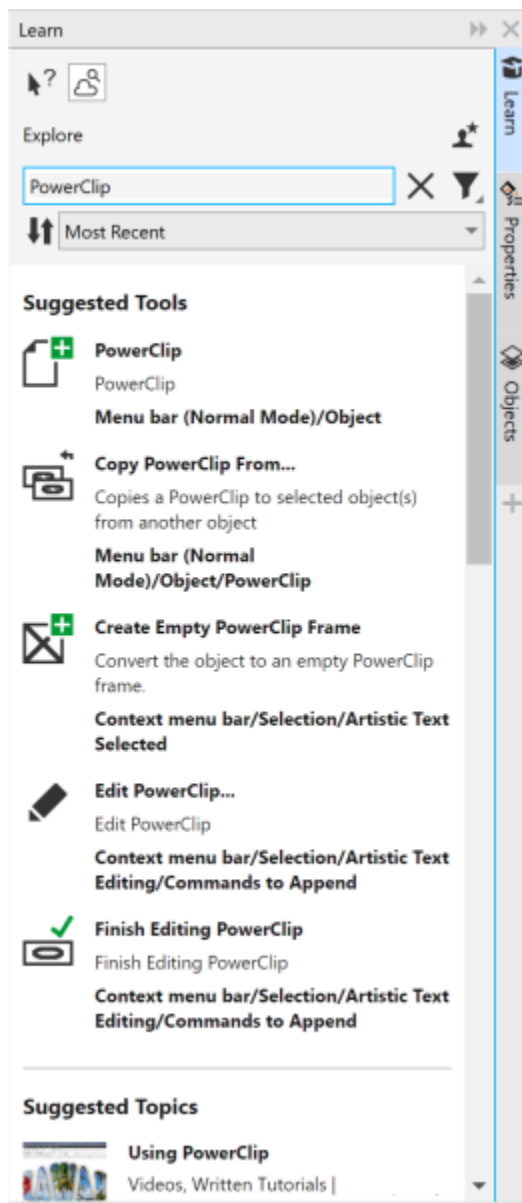 Learn
?
Explore
PowerClip
Most Recent
Suggested Tools
PowerClip
PowerClip
Menu bar (Normal Mode)/Object
Copy PowerClip From...
Copies a PowerClip to selected object(s)
from another object
Menu bar (Normal
Mode)/Object/PowerClip
Create Empty PowerClip Frame
Convert the object to an empty PowerClip
frame.
Context menu bar/Selection/Artistic Text
Selected
Edit PowerClip...
Edit PowerClip
Context menu bar/Selection/Artistic Text
Editing/Commands to Append
Finish Editing PowerClip
Finish Editing PowerClip
Context menu bar/Selection/Artistic Text
Editing/Commands to Append
Suggested Topics
Using PowerClip
Videos, Written Tutorials |
Learn
Properties
Objects